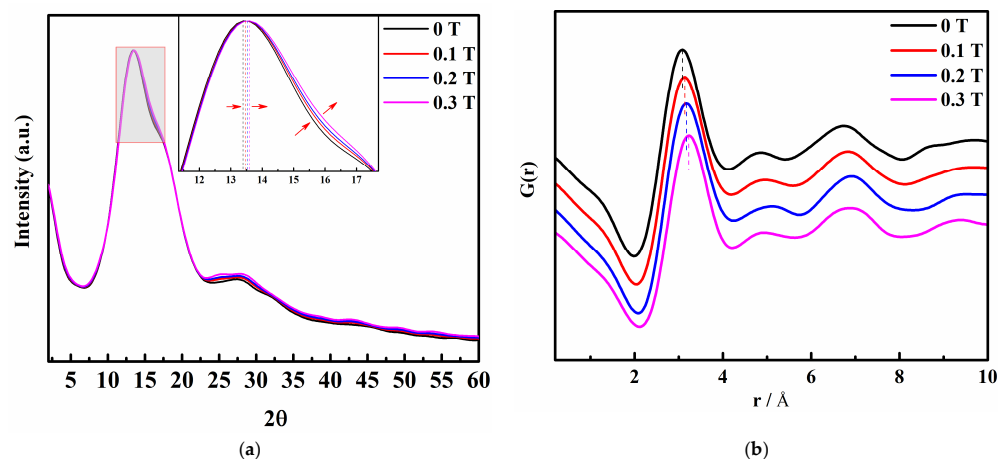 0 T
0.1 T
0.2 T
0.3 T
12 13 14 15 16 17
Intensity (a.u.)
5 10 15 20 25 30 35 40 45 50 55 60
2θ
(a)
0 T
0.1 T
0.2 T
0.3 T
G(r)
2 4 6 8 10
r / Å
(b)